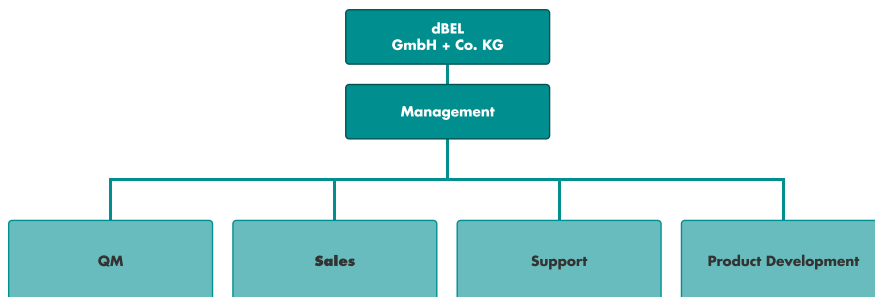 dBEL
GmbH + Co. KG
Management
QM
Sales
Support
Product Development